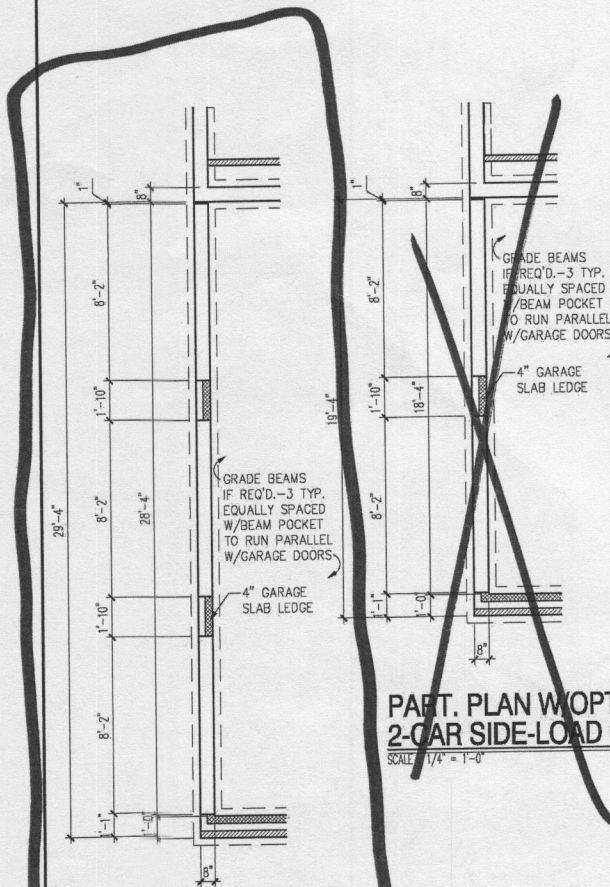 1"
8"
8'-2"
1'-10"
29'-4"
8'-2"
28'-4"
1'-10"
8'-2"
1'-1"
1'-0"
8"
GRADE BEAMS
IF REQ'D.-3 TYP.
EQUALLY SPACED
W/BEAM POCKET
TO RUN PARALLEL
W/GARAGE DOORS
4" GARAGE
SLAB LEDGE
1"
8"
8'-2"
1'-10"
19'-4"
18'-4"
8'-2"
1'-1"
1'-0"
8"
GRADE BEAMS
IF REQ'D.-3 TYP.
EQUALLY SPACED
W/BEAM POCKET
TO RUN PARALLEL
W/GARAGE DOORS
4" GARAGE
SLAB LEDGE
PART. PLAN W/OPT
2-CAR SIDE-LOAD
SCALE 1/4" = 1'-0"